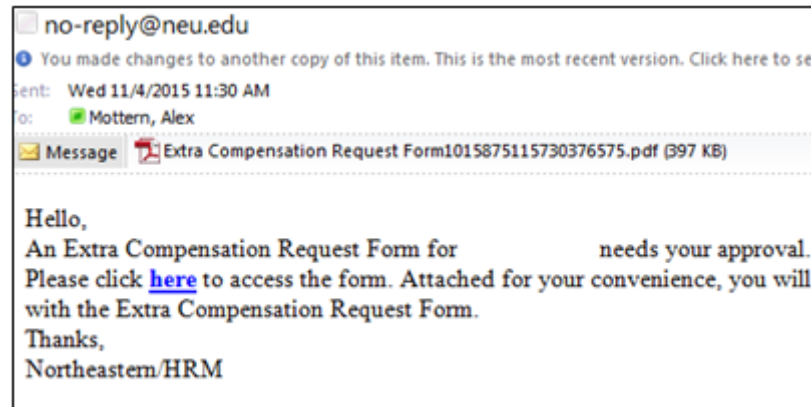 no-reply@neu.edu
You made changes to another copy of this item. This is the most recent version. Click here to se
Sent: Wed 11/4/2015 11:30 AM
To: Mottern, Alex
Message Extra Compensation Request Form1015875115730376575.pdf (397 KB)
Hello,
An Extra Compensation Request Form for needs your approval.
Please click here to access the form. Attached for your convenience, you will
with the Extra Compensation Request Form.
Thanks,
Northeastern/HRM